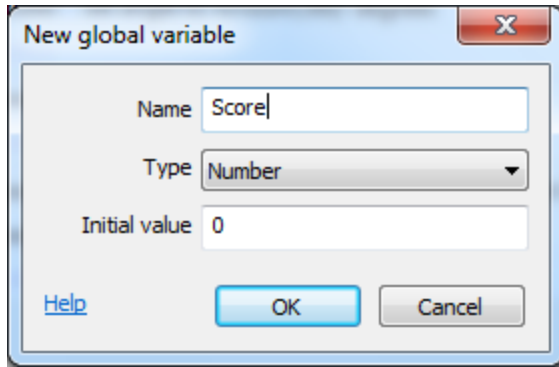 New global variable
Name Score
Type Number
Initial value 0
Help OK Cancel